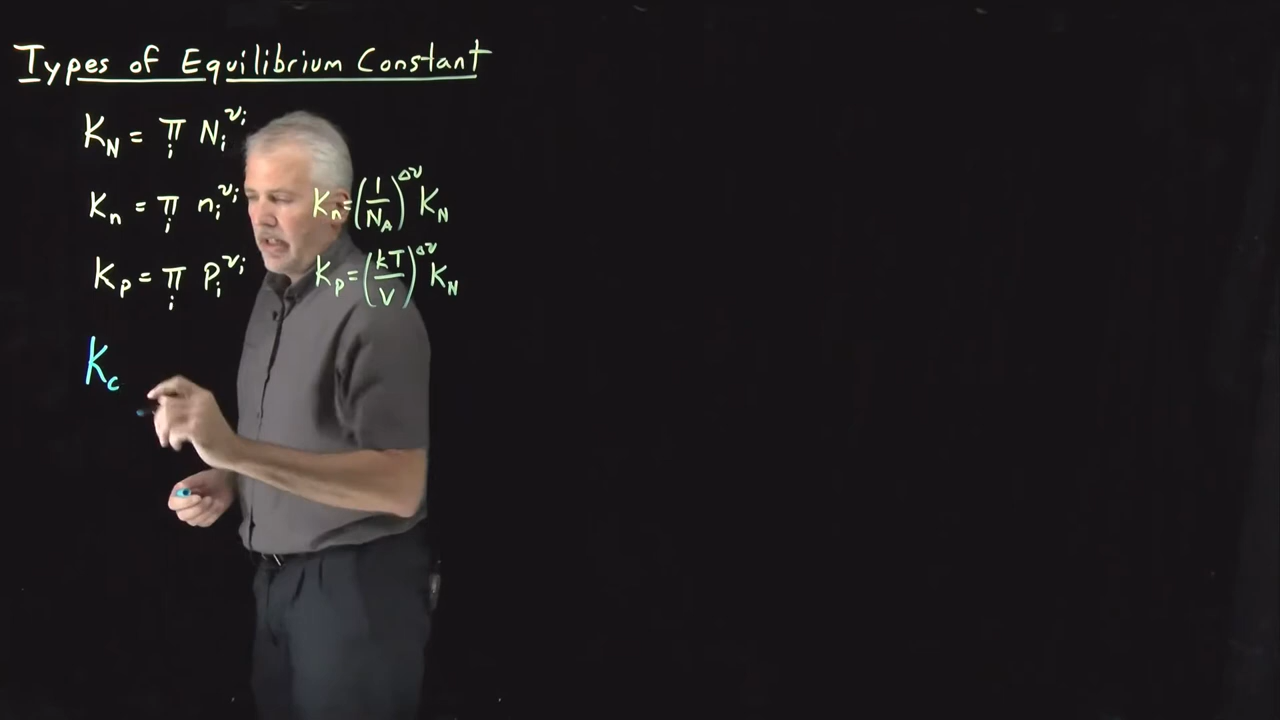 Types of Equilibrium Constant
K_N = π_i N_i^ν_i
K_n = π_i n_i^ν_i K_n = (1/N_A)^Δν K_N
K_p = π_i P_i^ν_i K_p = (kT/V)^Δν K_N
K_c